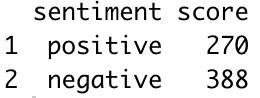 sentiment score
1 positive 270
2 negative 388